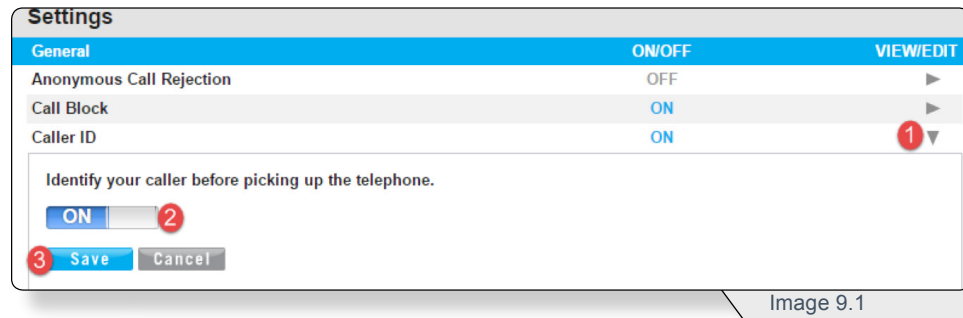 Settings
General ON/OFF VIEW/EDIT
Anonymous Call Rejection OFF
Call Block ON
Caller ID ON 1
Identify your caller before picking up the telephone.
ON 2
3 Save Cancel
Image 9.1